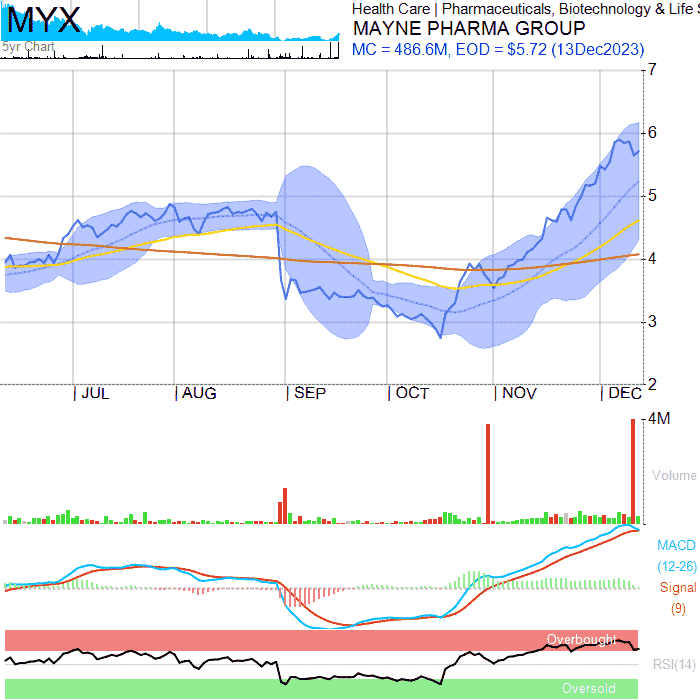 MYX
5yr Chart
Health Care | Pharmaceuticals, Biotechnology & Life S
MAYNE PHARMA GROUP
MC = 486.6M, EOD = $5.72 (13Dec2023)
7
6
5
4
3
2
| JUL | AUG | SEP | OCT | NOV | DEC
4M
Volume
MACD
(12-26)
Signal
(9)
Overbought
RSI(14)
Oversold